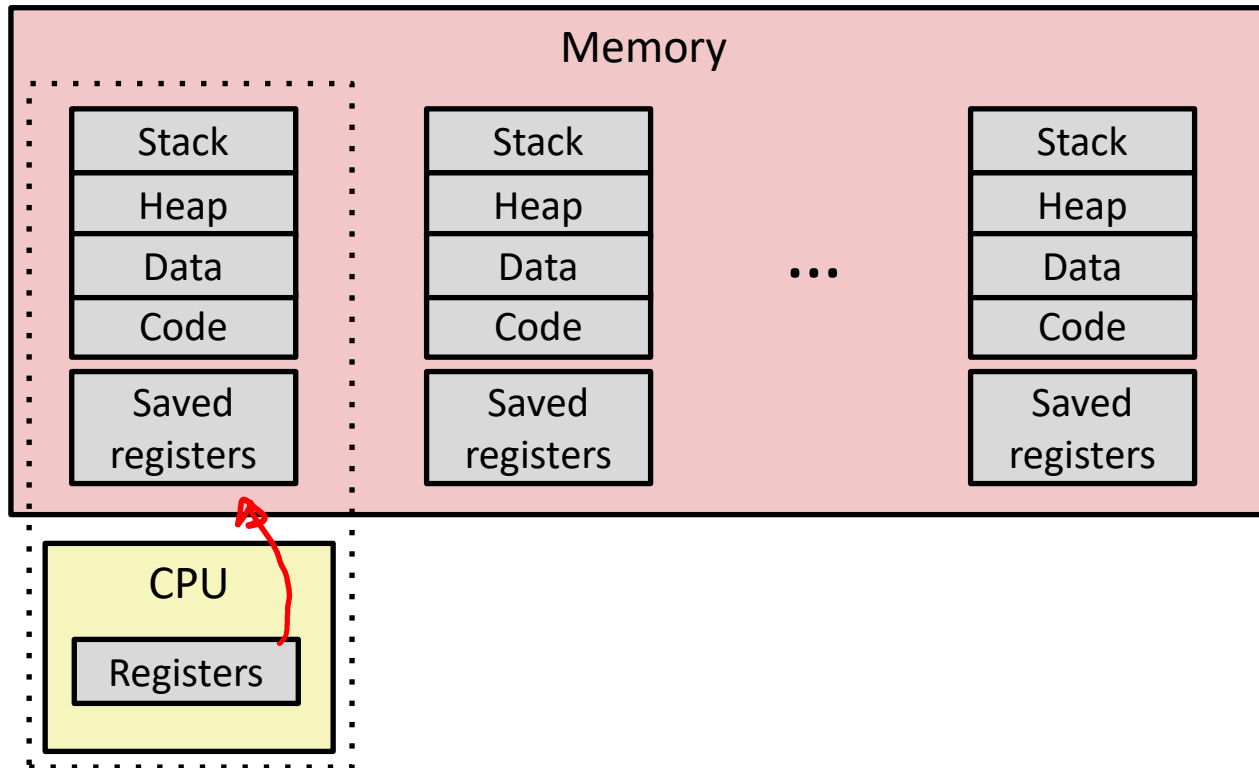 Memory
Stack
Heap
Data
Code
Saved
registers
Stack
Heap
Data
Code
Saved
registers
...
Stack
Heap
Data
Code
Saved
registers
CPU
Registers